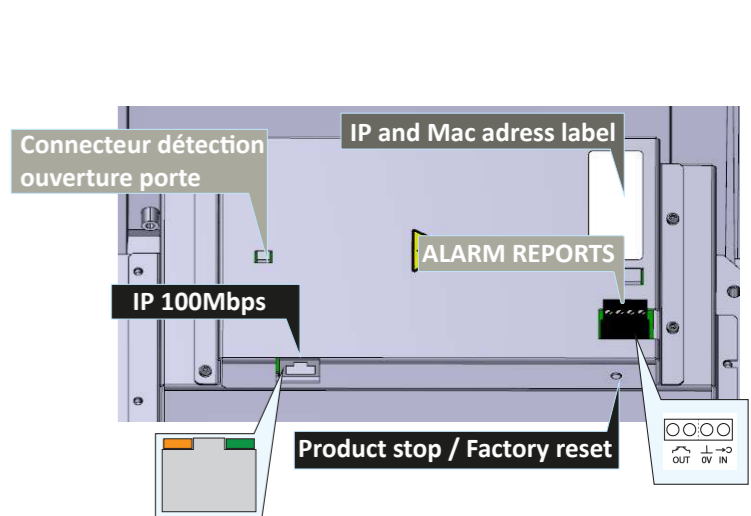 IP and Mac adress label
Connecteur détection
ouverture porte
ALARM REPORTS
IP 100Mbps
Product stop / Factory reset
OUT 0V IN